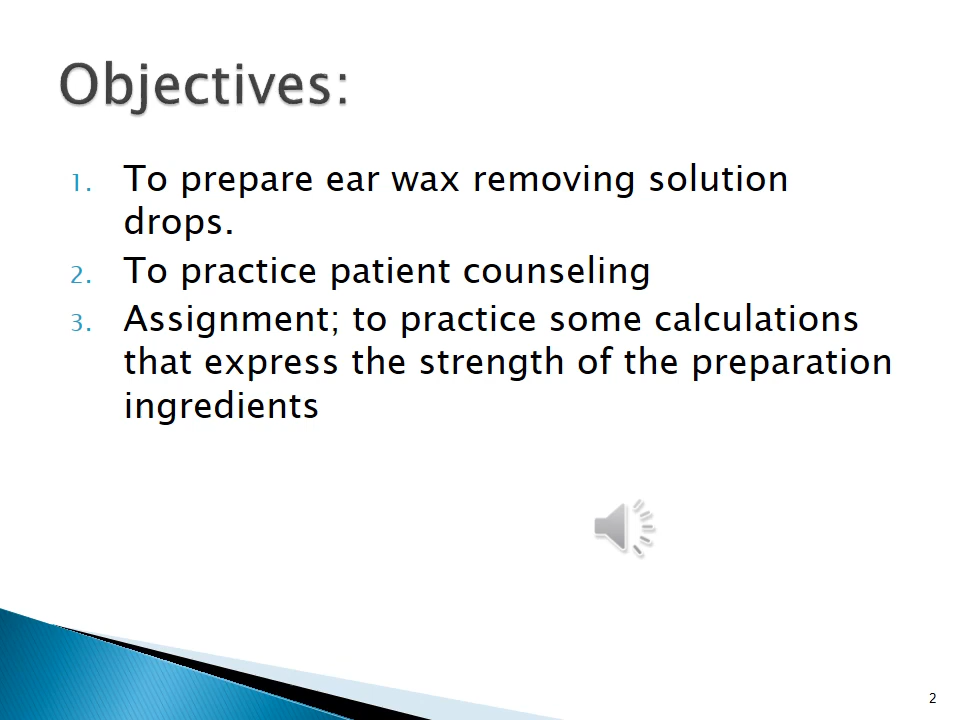 Objectives:
1. To prepare ear wax removing solution
drops.
2. To practice patient counseling
3. Assignment; to practice some calculations
that express the strength of the preparation
ingredients
2